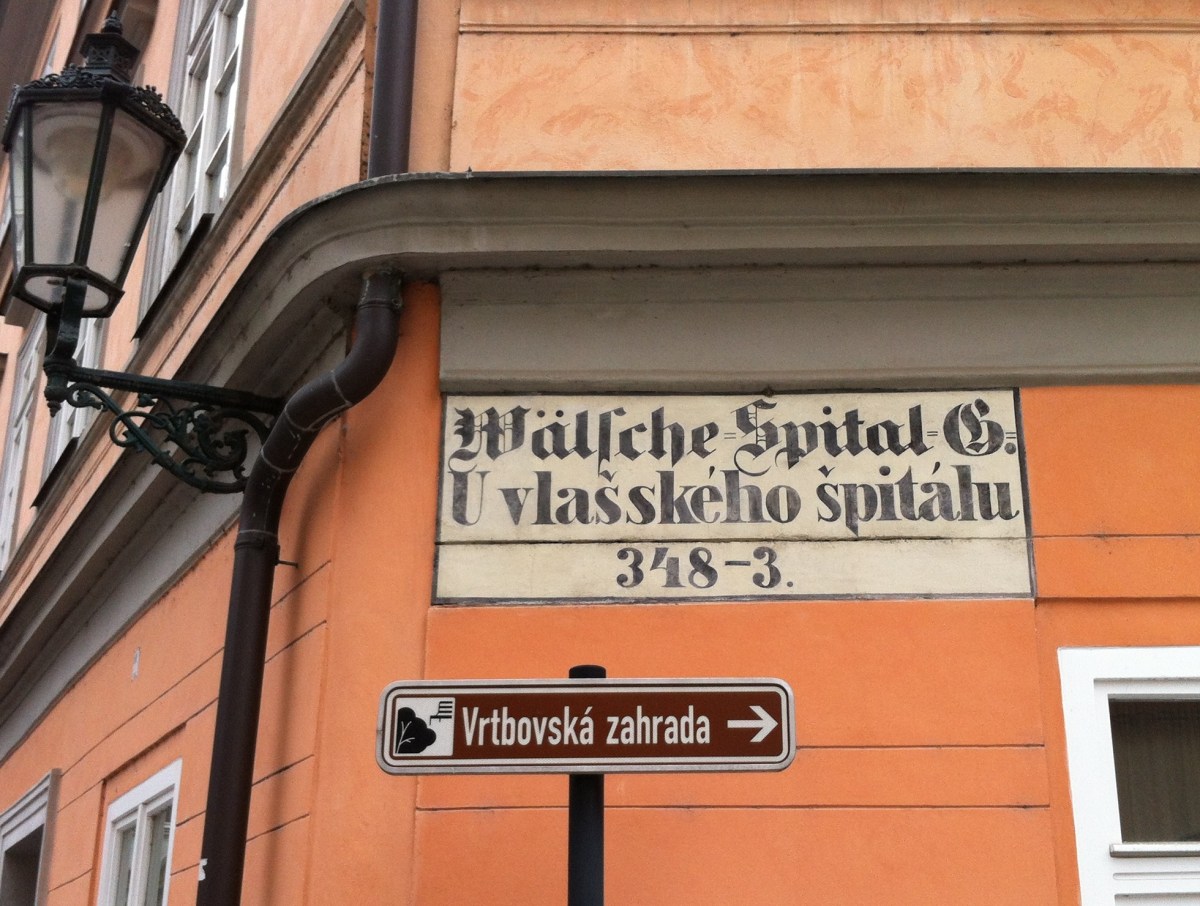 Wälsche-Spital-G:
U vlašského špitálu
348-3.
Vrtbovská zahrada